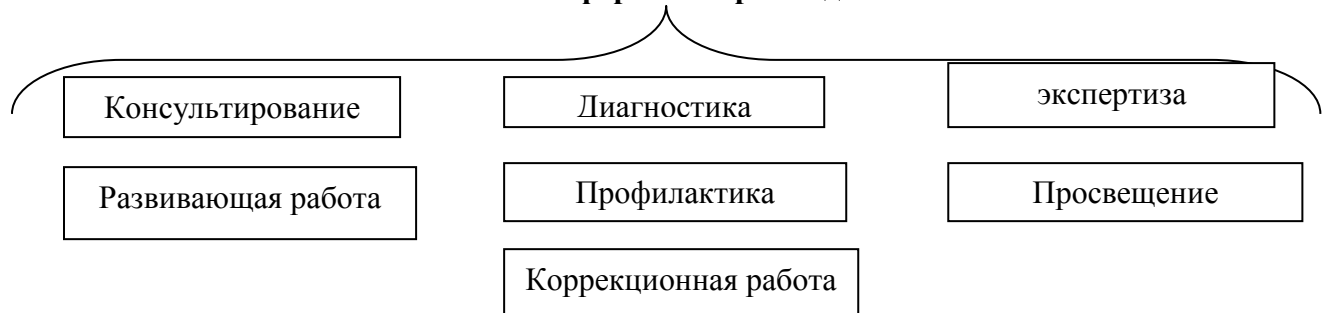 Консультирование
Диагностика
экспертиза
Развивающая работа
Профилактика
Просвещение
Коррекционная работа